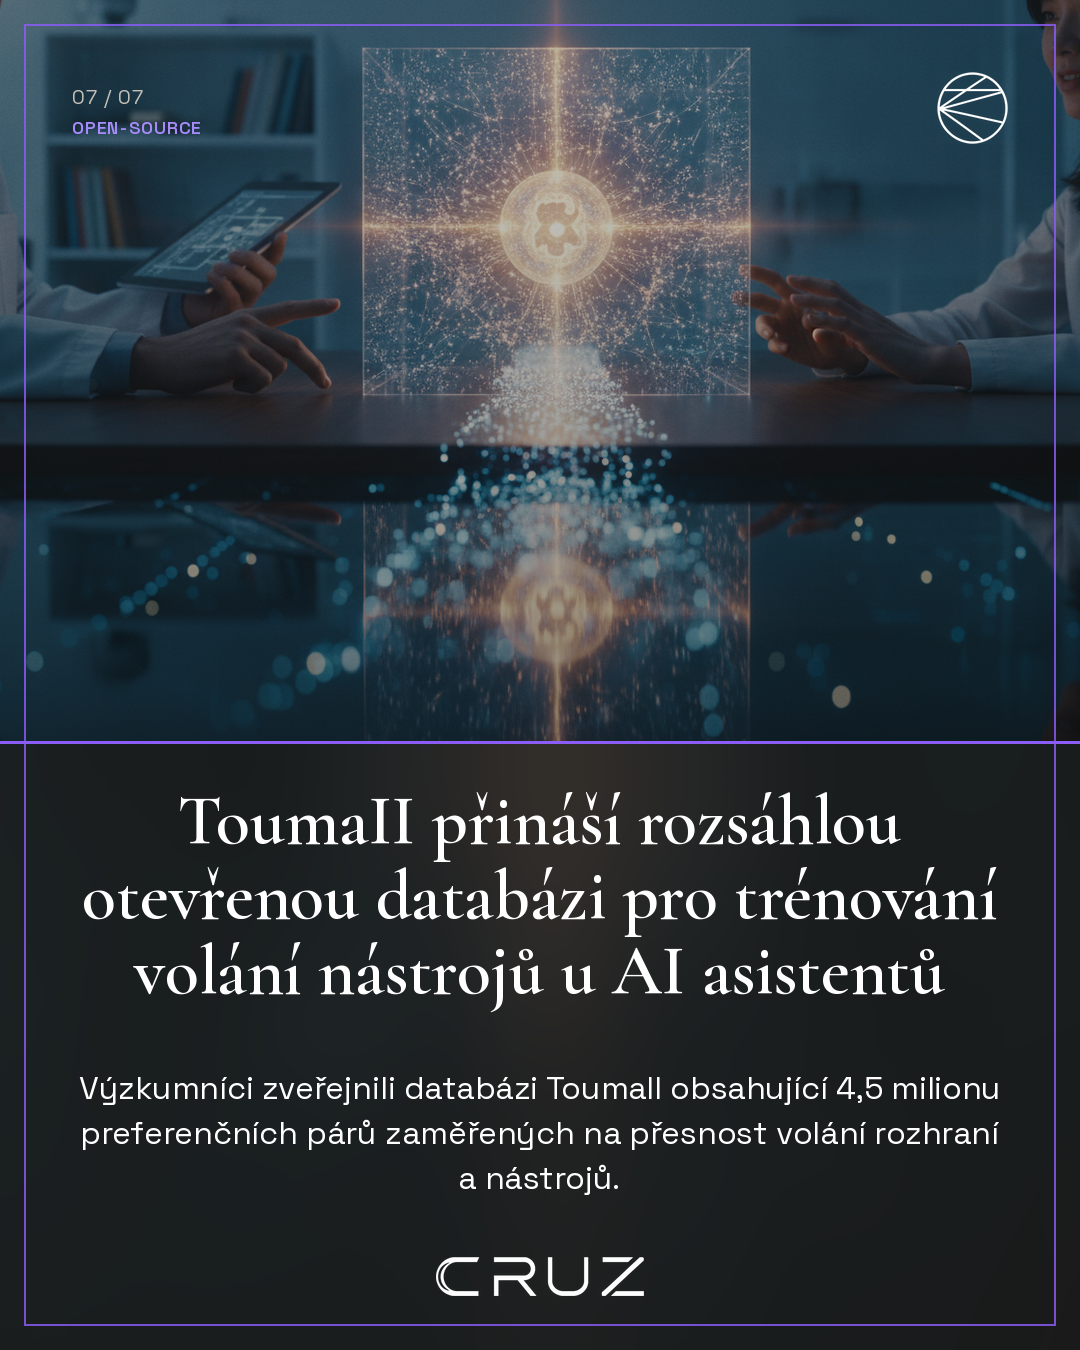 07 / 07
OPEN-SOURCE
ToumaII přináší rozsáhlou
otevřenou databázi pro trénování
volání nástrojů u AI asistentů
Výzkumníci zveřejnili databázi ToumaII obsahující 4,5 milionu
preferenčních párů zaměřených na přesnost volání rozhraní
a nástrojů.
CRUZ